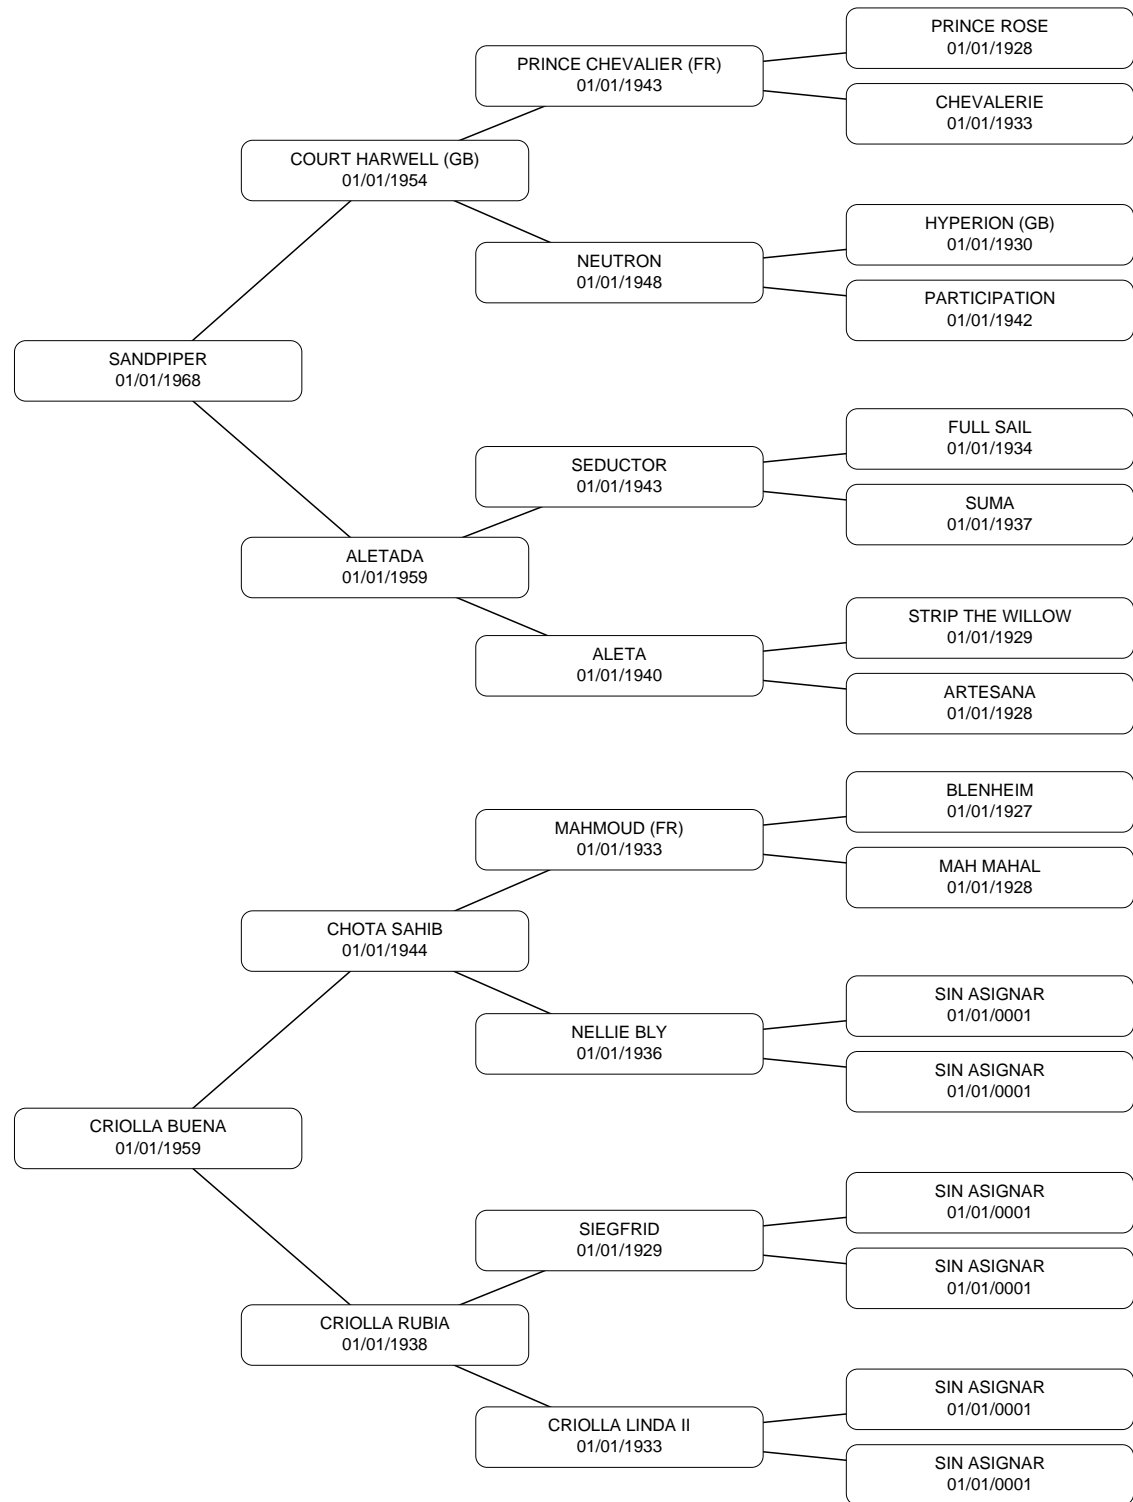 PRINCE ROSE
01/01/1928
PRINCE CHEVALIER (FR)
01/01/1943
CHEVALERIE
01/01/1933
COURT HARWELL (GB)
01/01/1954
HYPERION (GB)
01/01/1930
NEUTRON
01/01/1948
PARTICIPATION
01/01/1942
SANDPIPER
01/01/1968
FULL SAIL
01/01/1934
SEDUCTOR
01/01/1943
SUMA
01/01/1937
ALETADA
01/01/1959
STRIP THE WILLOW
01/01/1929
ALETA
01/01/1940
ARTESANA
01/01/1928
BLENHEIM
01/01/1927
MAHMOUD (FR)
01/01/1933
MAH MAHAL
01/01/1928
CHOTA SAHIB
01/01/1944
SIN ASIGNAR
01/01/0001
NELLIE BLY
01/01/1936
SIN ASIGNAR
01/01/0001
CRIOLLA BUENA
01/01/1959
SIN ASIGNAR
01/01/0001
SIEGFRID
01/01/1929
SIN ASIGNAR
01/01/0001
CRIOLLA RUBIA
01/01/1938
SIN ASIGNAR
01/01/0001
CRIOLLA LINDA II
01/01/1933
SIN ASIGNAR
01/01/0001